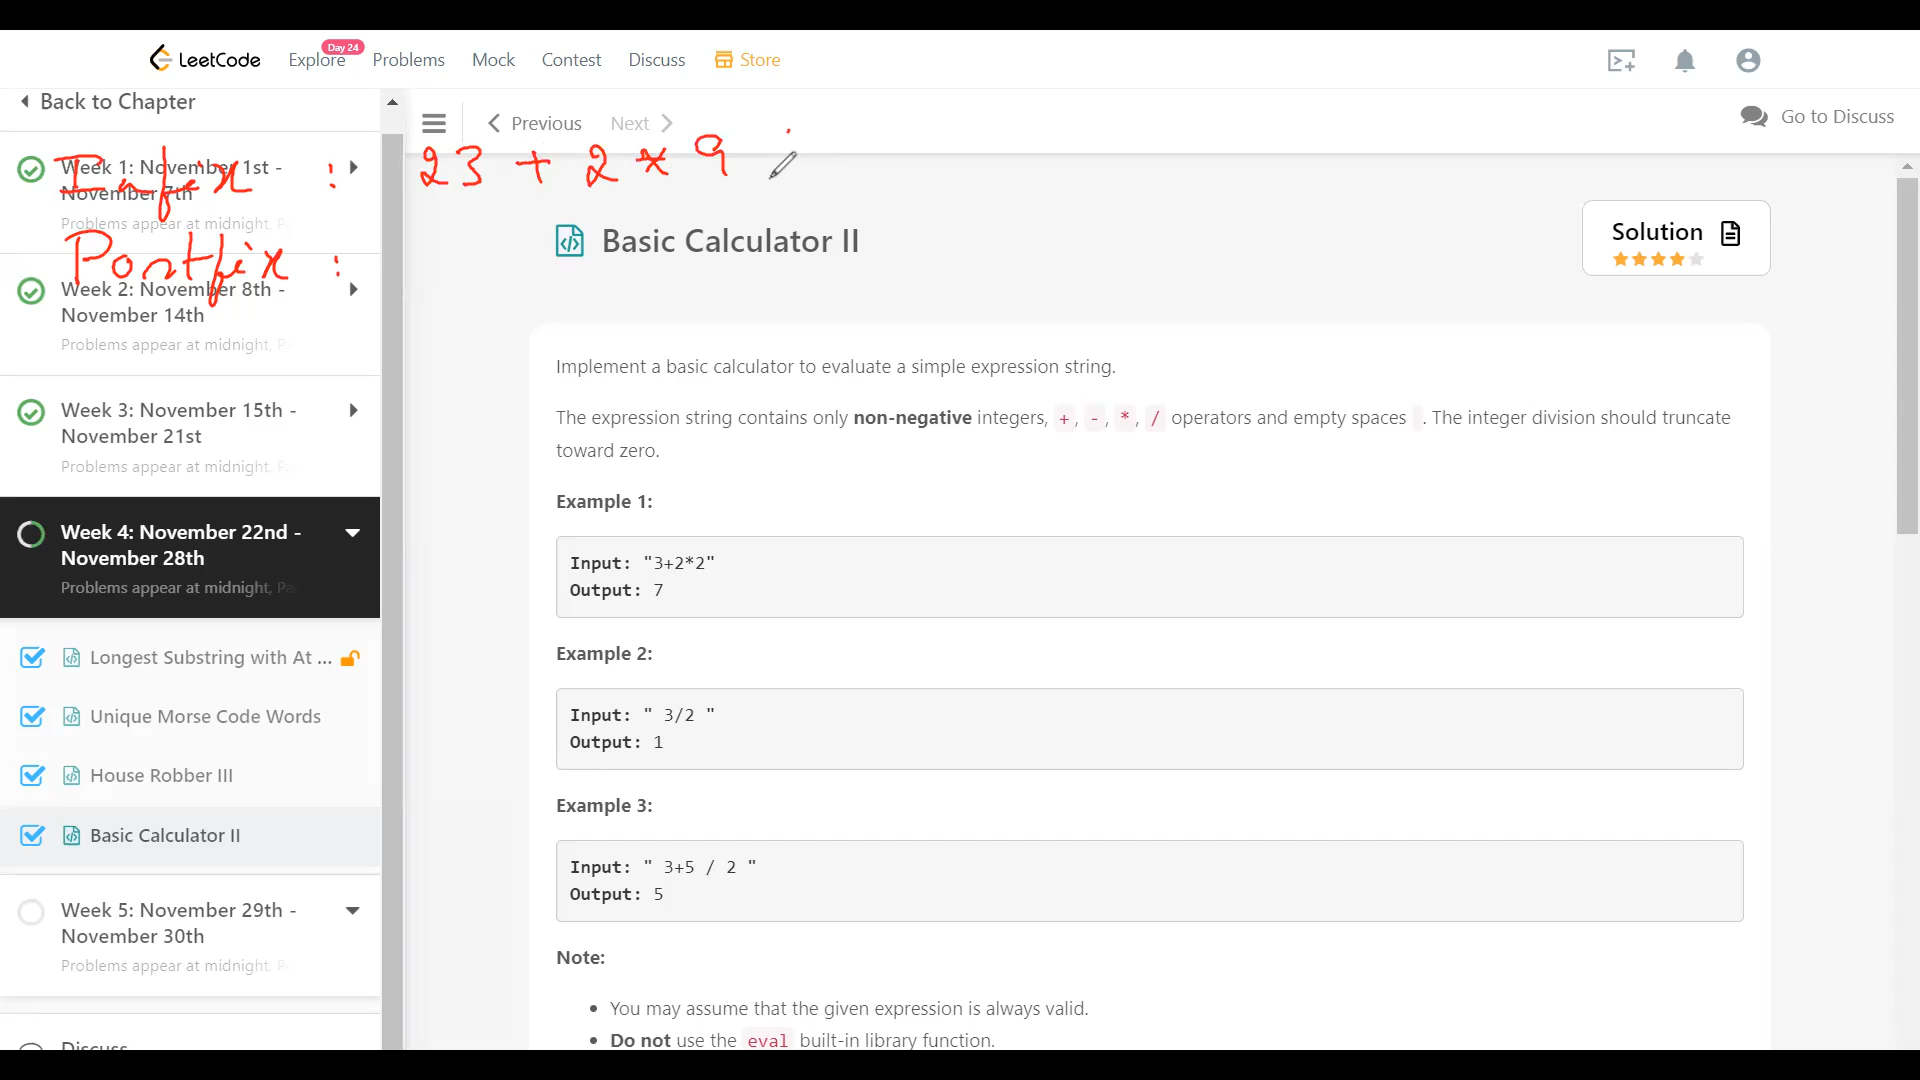 LeetCode Explore Day 24 Problems Mock Contest Discuss Store
Back to Chapter
Previous Next
Go to Discuss
Infix : 23 + 2 * 9
Postfix :
Week 1: November 1st -
November 7th
Problems appear at midnight, P
Week 2: November 8th -
November 14th
Problems appear at midnight, Pa
Week 3: November 15th -
November 21st
Problems appear at midnight, Pa
Week 4: November 22nd -
November 28th
Problems appear at midnight, Pa
Longest Substring with At ...
Unique Morse Code Words
House Robber III
Basic Calculator II
Week 5: November 29th -
November 30th
Problems appear at midnight, P
Discuss
Basic Calculator II
Solution
Implement a basic calculator to evaluate a simple expression string.
The expression string contains only non-negative integers, +, -, *, / operators and empty spaces . The integer division should truncate
toward zero.
Example 1:
Input: "3+2*2"
Output: 7
Example 2:
Input: " 3/2 "
Output: 1
Example 3:
Input: " 3+5 / 2 "
Output: 5
Note:
You may assume that the given expression is always valid.
Do not use the eval built-in library function.